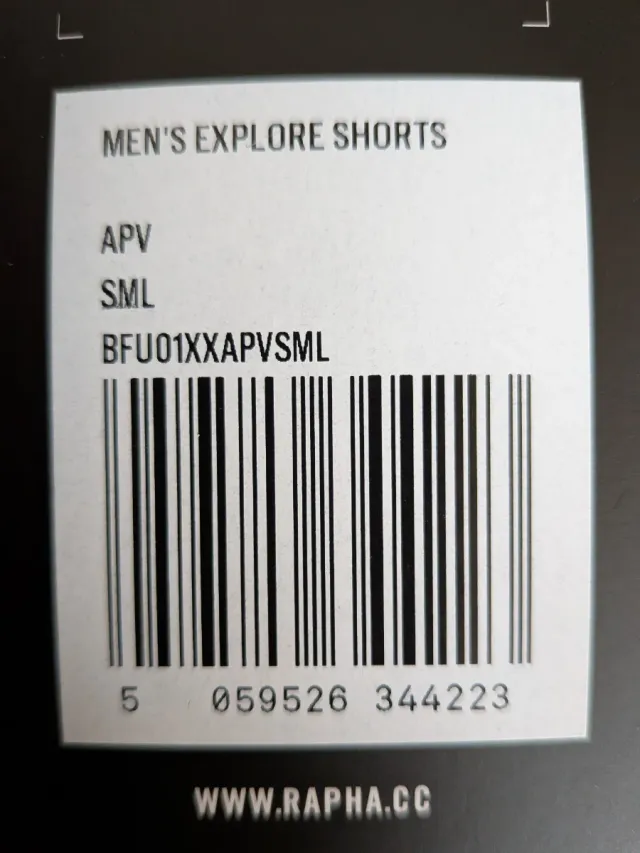 MEN'S EXPLORE SHORTS
APV
SML
BFU01XXAPVSML
5 059526 344223
WWW.RAPHA.CC